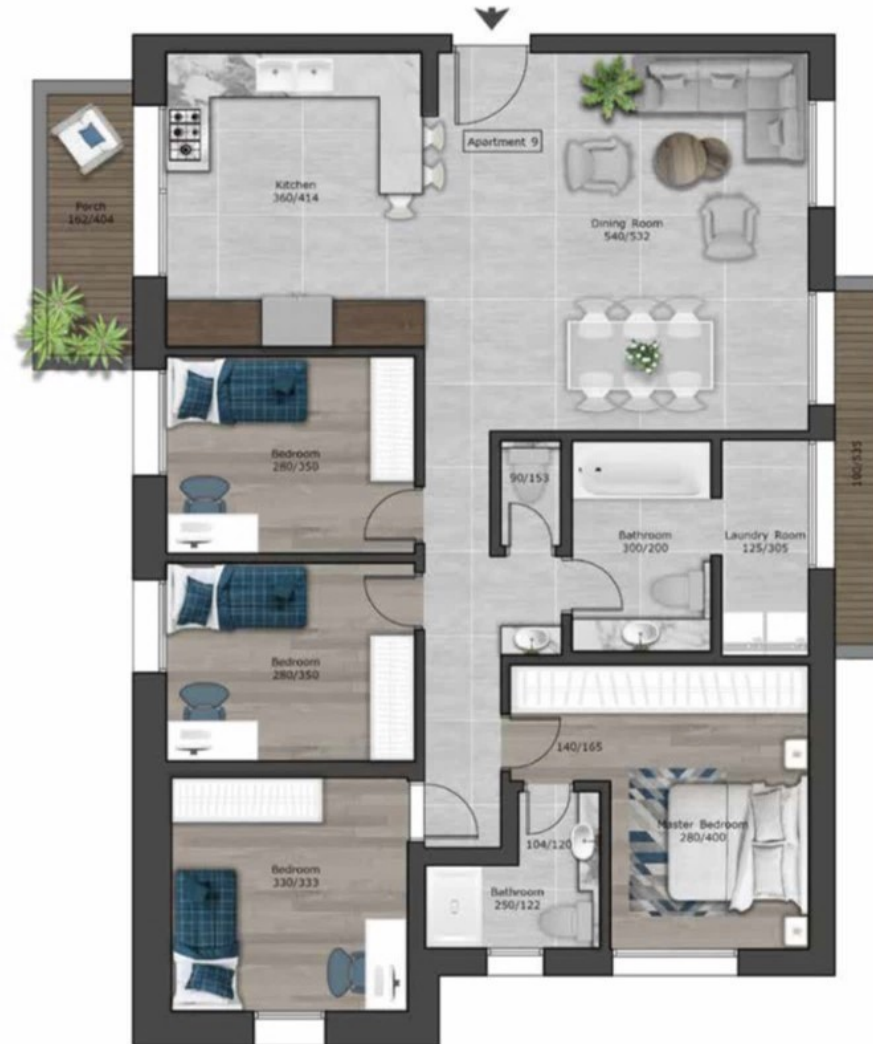 Apartment 9
Kitchen
360/414
Porch
162/404
Dining Room
540/532
Bedroom
280/350
90/153
Bathroom
300/200
Laundry Room
125/305
100/535
Bedroom
280/350
140/165
Master Bedroom
280/400
104/120
Bedroom
330/333
Bathroom
250/122